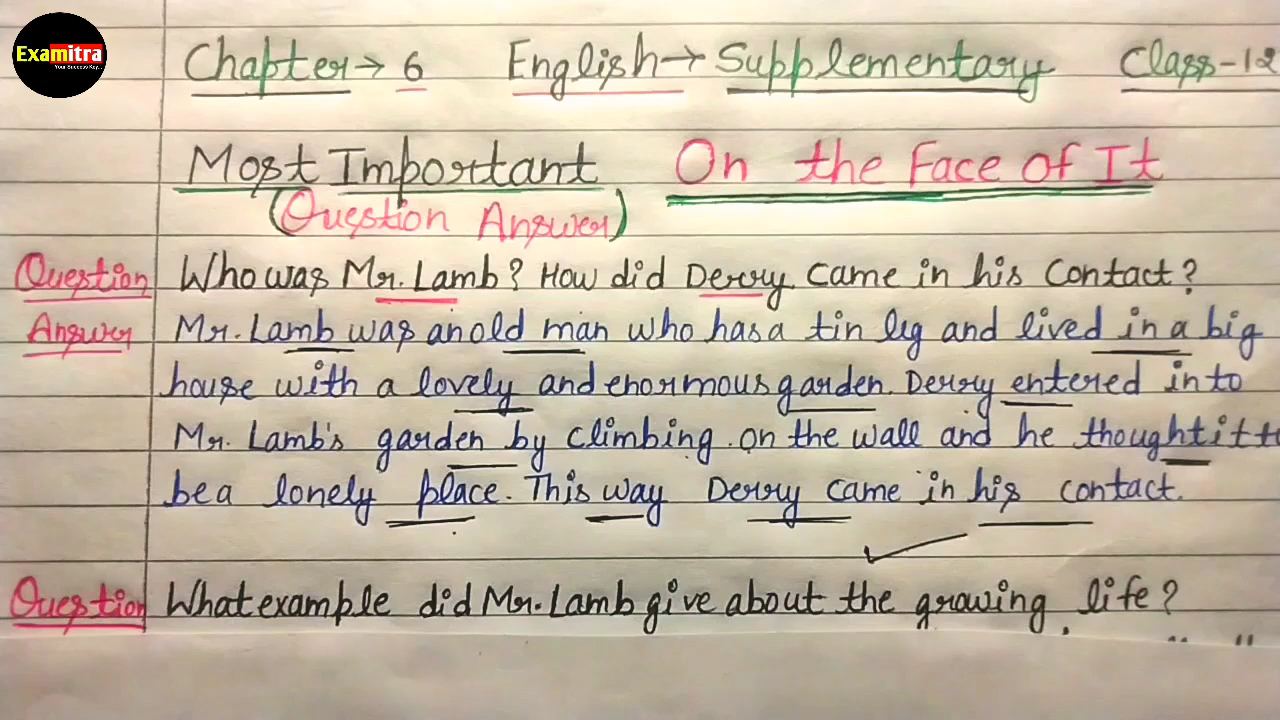 Examitra
Your Success Key...
Chapter → 6 English → Supplementary Class-12
Most Important On the Face of It
(Question Answer)
Question Who was Mr. Lamb? How did Derry came in his contact?
Answer Mr. Lamb was an old man who has a tin leg and lived in a big
house with a lovely and enormous garden. Derry entered into
Mr. Lamb's garden by climbing on the wall and he thought it to
be a lonely place. This way Derry came in his contact.
Question What example did Mr. Lamb give about the growing life?